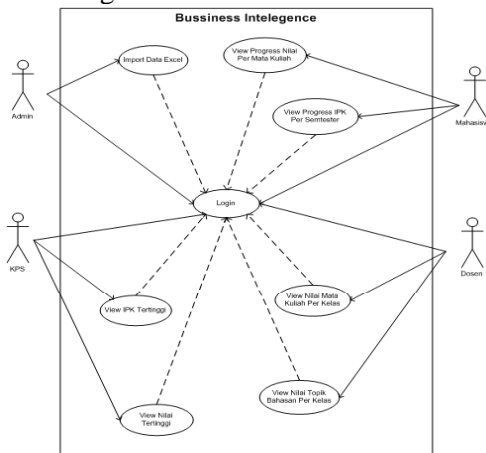 Bussiness Intelegence
Import Data Excel
View Progress Nilai
Per Mata Kuliah
Admin
View Progress IPK
Per Semtester
Mahasisw
Login
KPS
Dosen
View IPK Tertinggi
View Nilai Mata
Kuliah Per Kelas
View Nilai
Tertinggi
View Nilai Topik
Bahasan Per Kelas